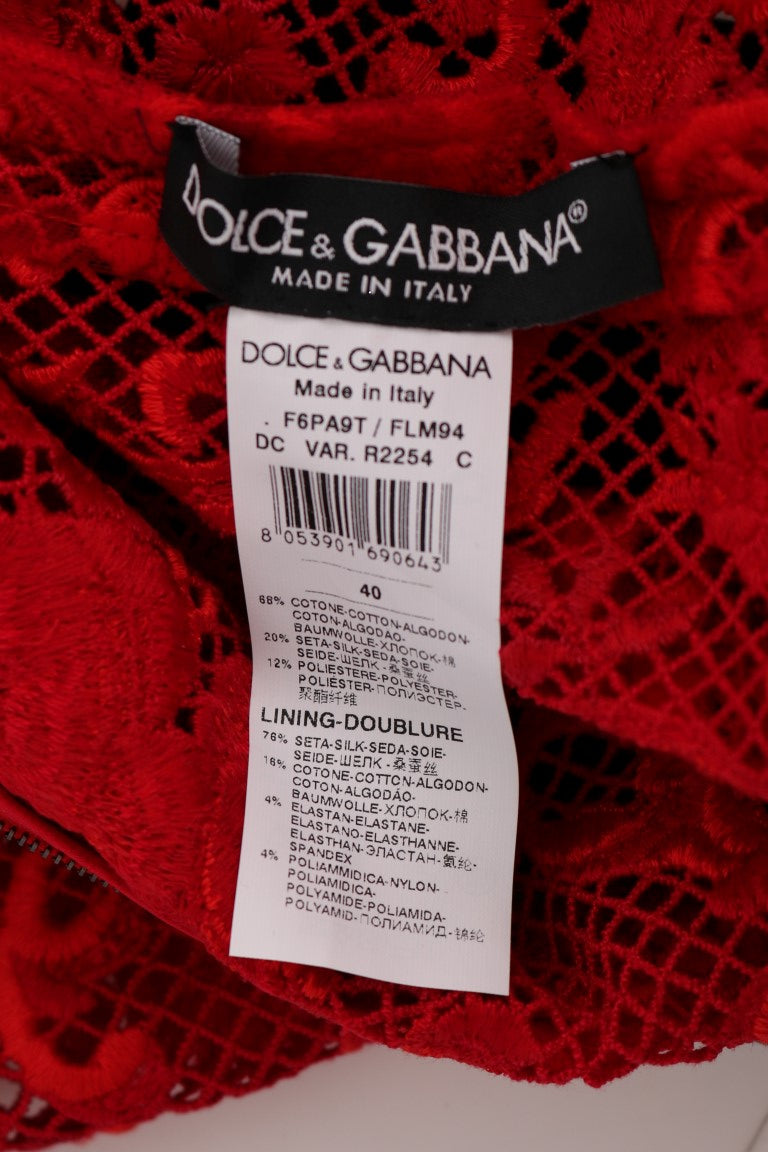 DOLCE & GABBANA®
MADE IN ITALY
DOLCE & GABBANA
Made in Italy
. F6PA9T / FLM94
DC VAR. R2254 C
8 053901 690643
40
68% COTONE-COTTON-ALGODON-
COTON-ALGODAO-
BAUMWOLLE-ХЛОПОК-棉
20% SETA-SILK-SEDA-SOIE-
SEIDE-ШЕЛК-桑蚕丝
12% POLIESTERE-POLYESTER-
POLIÉSTER-ПОЛИЭСТЕР-
聚酯纤维
LINING-DOUBLURE
76% SETA-SILK-SEDA-SOIE-
SEIDE-ШЕЛК-桑蚕丝
16% COTONE-COTTON-ALGODON-
COTON-ALGODÁO-
BAUMWOLLE-ХЛОПОК-棉
4% ELASTAN-ELASTANE-
ELASTANO-ELASTHANNE-
ELASTHAN-ЭЛАСТАН-氨纶-
SPANDEX
4% POLIAMMIDICA-NYLON-
POLIAMIDICA-
POLYAMIDE-POLIAMIDA-
POLYAMID-ПОЛИАМИД-锦纶